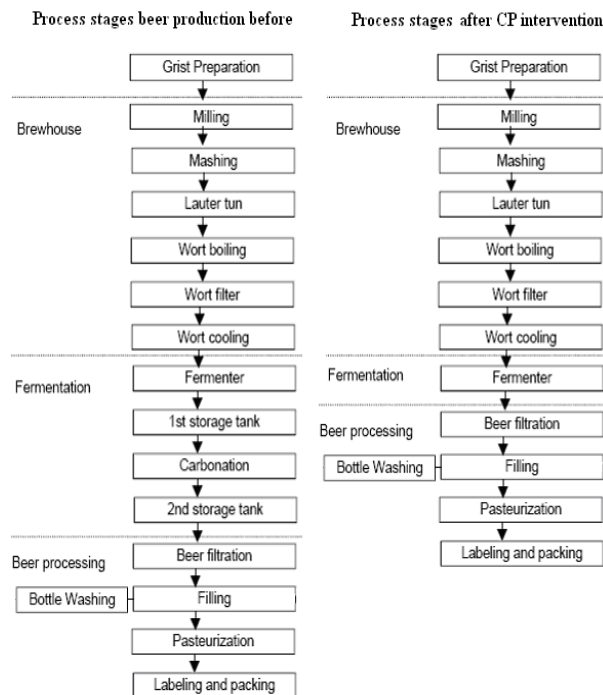 Process stages beer production before
Grist Preparation
Brewhouse
Milling
Mashing
Lauter tun
Wort boiling
Wort filter
Wort cooling
Fermentation
Fermenter
1st storage tank
Carbonation
2nd storage tank
Beer processing
Beer filtration
Bottle Washing
Filling
Pasteurization
Labeling and packing
Process stages after CP intervention
Grist Preparation
Brewhouse
Milling
Mashing
Lauter tun
Wort boiling
Wort filter
Wort cooling
Fermentation
Fermenter
Beer processing
Beer filtration
Bottle Washing
Filling
Pasteurization
Labeling and packing